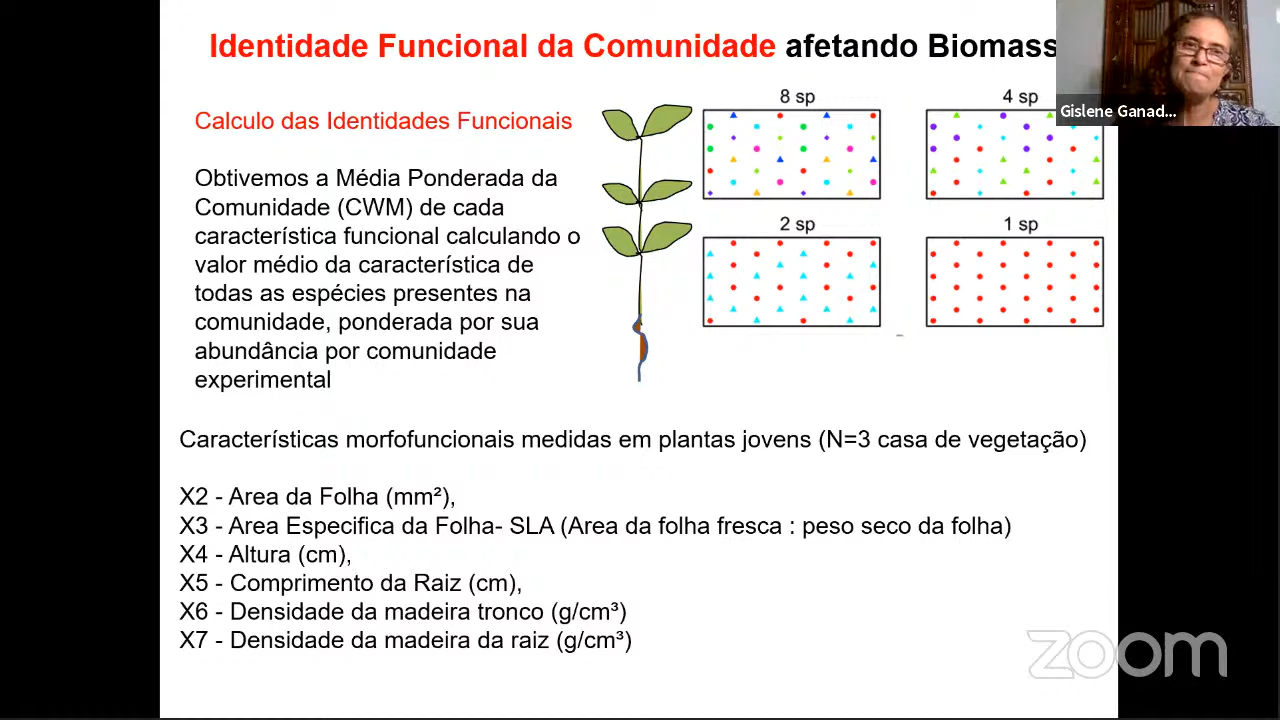 Identidade Funcional da Comunidade afetando Biomass
Gislene Ganad...
Calculo das Identidades Funcionais
8 sp
4 sp
Obtivemos a Média Ponderada da
Comunidade (CWM) de cada
característica funcional calculando o
valor médio da característica de
todas as espécies presentes na
comunidade, ponderada por sua
abundância por comunidade
experimental
2 sp
1 sp
Características morfofuncionais medidas em plantas jovens (N=3 casa de vegetação)
X2 - Area da Folha (mm²),
X3 - Area Especifica da Folha- SLA (Area da folha fresca : peso seco da folha)
X4 - Altura (cm),
X5 - Comprimento da Raiz (cm),
X6 - Densidade da madeira tronco (g/cm³)
X7 - Densidade da madeira da raiz (g/cm³)
zoom